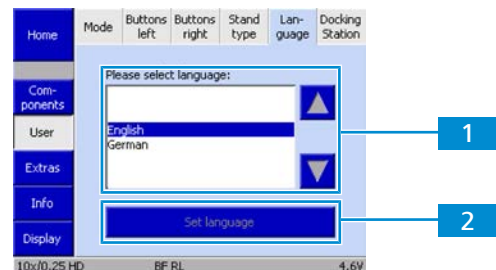 Home
Mode
Buttons left
Buttons right
Stand type
Lan-
guage
Docking Station
Please select language:
Com-
ponents
English
German
1
User
Extras
Info
Set language
2
Display
10x/0.25 HD BF RL 4.6V